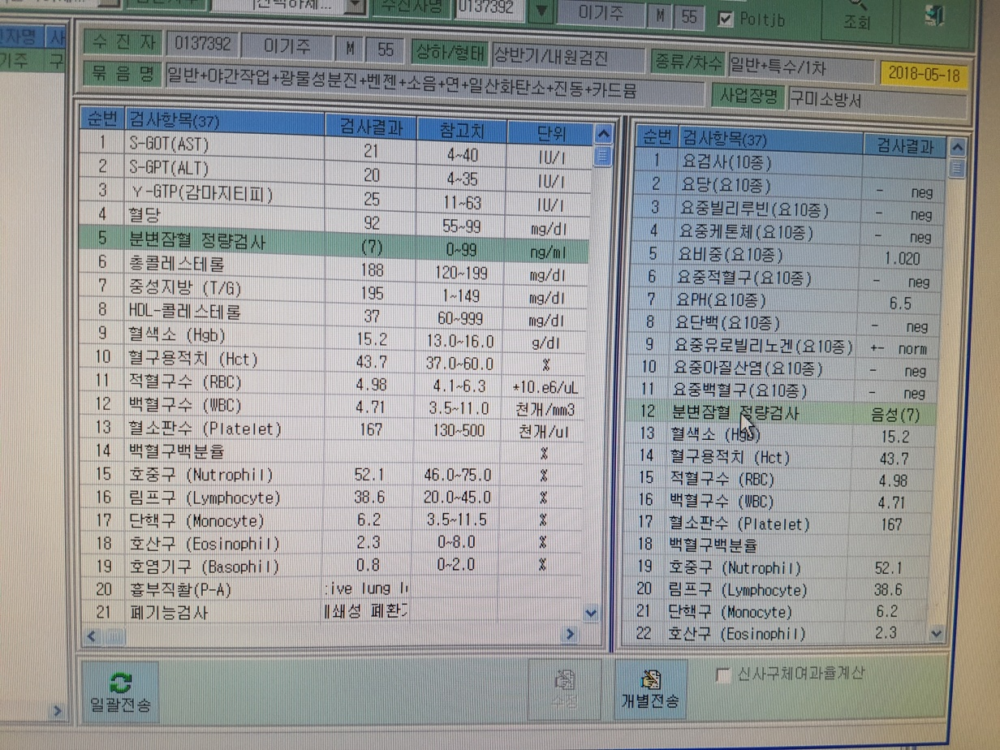 수진자명 0137392 ▼ 이기주 M 55 Poltjb 조회
수 진 자 0137392 이기주 M 55 상하/형태 상반기/내원검진 종류/차수 일반+특수/1차 2018-05-18
묶 음 명 일반+야간작업+광물성분진+벤젠+소음+연+일산화탄소+진동+카드뮴 사업장명 구미소방서
순번 검사항목(37) 검사결과 참고치 단위
1 S-GOT(AST) 21 4~40 IU/l
2 S-GPT(ALT) 20 4~35 IU/l
3 Y-GTP(감마지티피) 25 11~63 IU/l
4 혈당 92 55~99 mg/dl
5 분변잠혈 정량검사 (7) 0~99 ng/ml
6 총콜레스테롤 188 120~199 mg/dl
7 중성지방 (T/G) 195 1~149 mg/dl
8 HDL-콜레스테롤 37 60~999 mg/dl
9 혈색소 (Hgb) 15.2 13.0~16.0 g/dl
10 혈구용적치 (Hct) 43.7 37.0~60.0 %
11 적혈구수 (RBC) 4.98 4.1~6.3 *10.e6/uL
12 백혈구수 (WBC) 4.71 3.5~11.0 천개/mm3
13 혈소판수 (Platelet) 167 130~500 천개/ul
14 백혈구백분율 %
15 호중구 (Nutrophil) 52.1 46.0~75.0 %
16 림프구 (Lymphocyte) 38.6 20.0~45.0 %
17 단핵구 (Monocyte) 6.2 3.5~11.5 %
18 호산구 (Eosinophil) 2.3 0~8.0 %
19 호염기구 (Basophil) 0.8 0~2.0 %
20 흉부직촬(P-A) :ive lung
21 폐기능검사 쇄성 폐환
일괄전송 수정
순번 검사항목(37) 검사결과
1 요검사(10종)
2 요당(요10종) - neg
3 요중빌리루빈(요10종) - neg
4 요중케톤체(요10종) - neg
5 요비중(요10종) 1.020
6 요중적혈구(요10종) - neg
7 요PH(요10종) 6.5
8 요단백(요10종) - neg
9 요중유로빌리노겐(요10종) +- norm
10 요중아질산염(요10종) - neg
11 요중백혈구(요10종) - neg
12 분변잠혈 정량검사 음성(7)
13 혈색소 (Hgb) 15.2
14 혈구용적치 (Hct) 43.7
15 적혈구수 (RBC) 4.98
16 백혈구수 (WBC) 4.71
17 혈소판수 (Platelet) 167
18 백혈구백분율
19 호중구 (Nutrophil) 52.1
20 림프구 (Lymphocyte) 38.6
21 단핵구 (Monocyte) 6.2
22 호산구 (Eosinophil) 2.3
개별전송 신사구체여과율계산